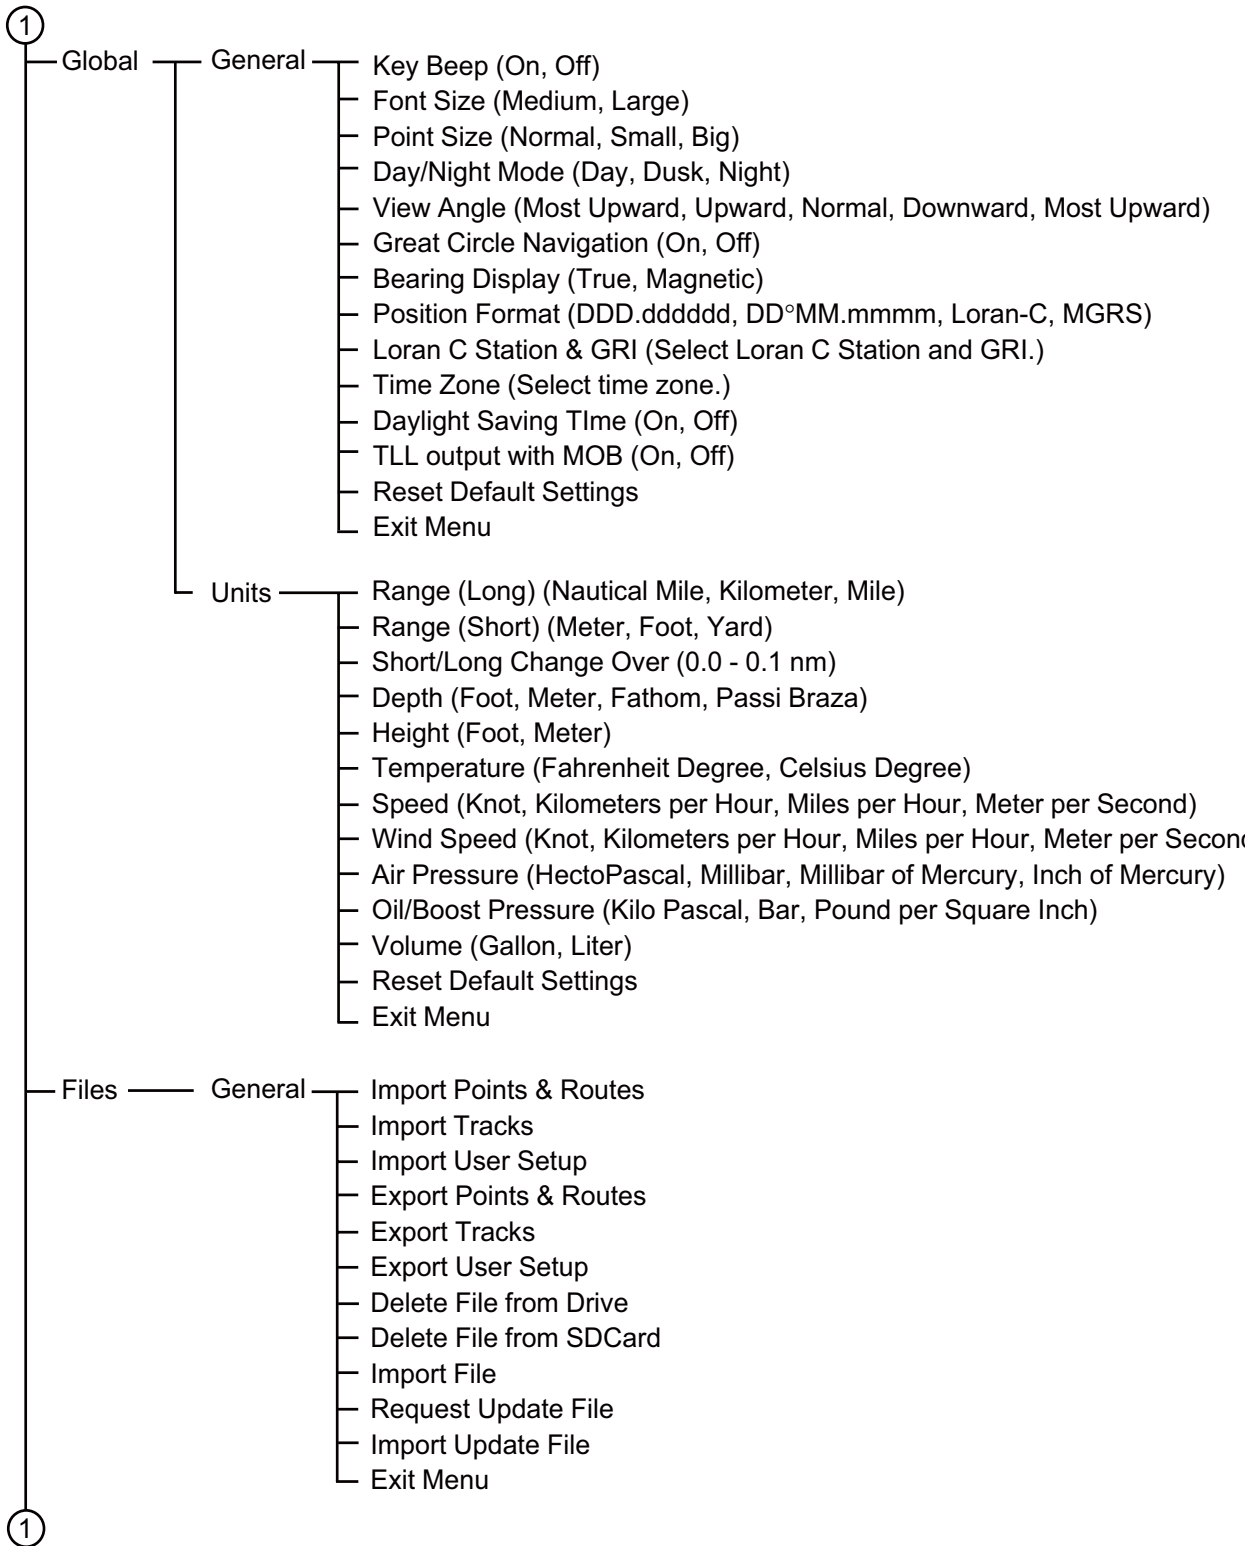 1
Global General Key Beep (On, Off)
Font Size (Medium, Large)
Point Size (Normal, Small, Big)
Day/Night Mode (Day, Dusk, Night)
View Angle (Most Upward, Upward, Normal, Downward, Most Upward)
Great Circle Navigation (On, Off)
Bearing Display (True, Magnetic)
Position Format (DDD.dddddd, DD°MM.mmmm, Loran-C, MGRS)
Loran C Station & GRI (Select Loran C Station and GRI.)
Time Zone (Select time zone.)
Daylight Saving TIme (On, Off)
TLL output with MOB (On, Off)
Reset Default Settings
Exit Menu
Units Range (Long) (Nautical Mile, Kilometer, Mile)
Range (Short) (Meter, Foot, Yard)
Short/Long Change Over (0.0 - 0.1 nm)
Depth (Foot, Meter, Fathom, Passi Braza)
Height (Foot, Meter)
Temperature (Fahrenheit Degree, Celsius Degree)
Speed (Knot, Kilometers per Hour, Miles per Hour, Meter per Second)
Wind Speed (Knot, Kilometers per Hour, Miles per Hour, Meter per Second
Air Pressure (HectoPascal, Millibar, Millibar of Mercury, Inch of Mercury)
Oil/Boost Pressure (Kilo Pascal, Bar, Pound per Square Inch)
Volume (Gallon, Liter)
Reset Default Settings
Exit Menu
Files General Import Points & Routes
Import Tracks
Import User Setup
Export Points & Routes
Export Tracks
Export User Setup
Delete File from Drive
Delete File from SDCard
Import File
Request Update File
Import Update File
Exit Menu
1